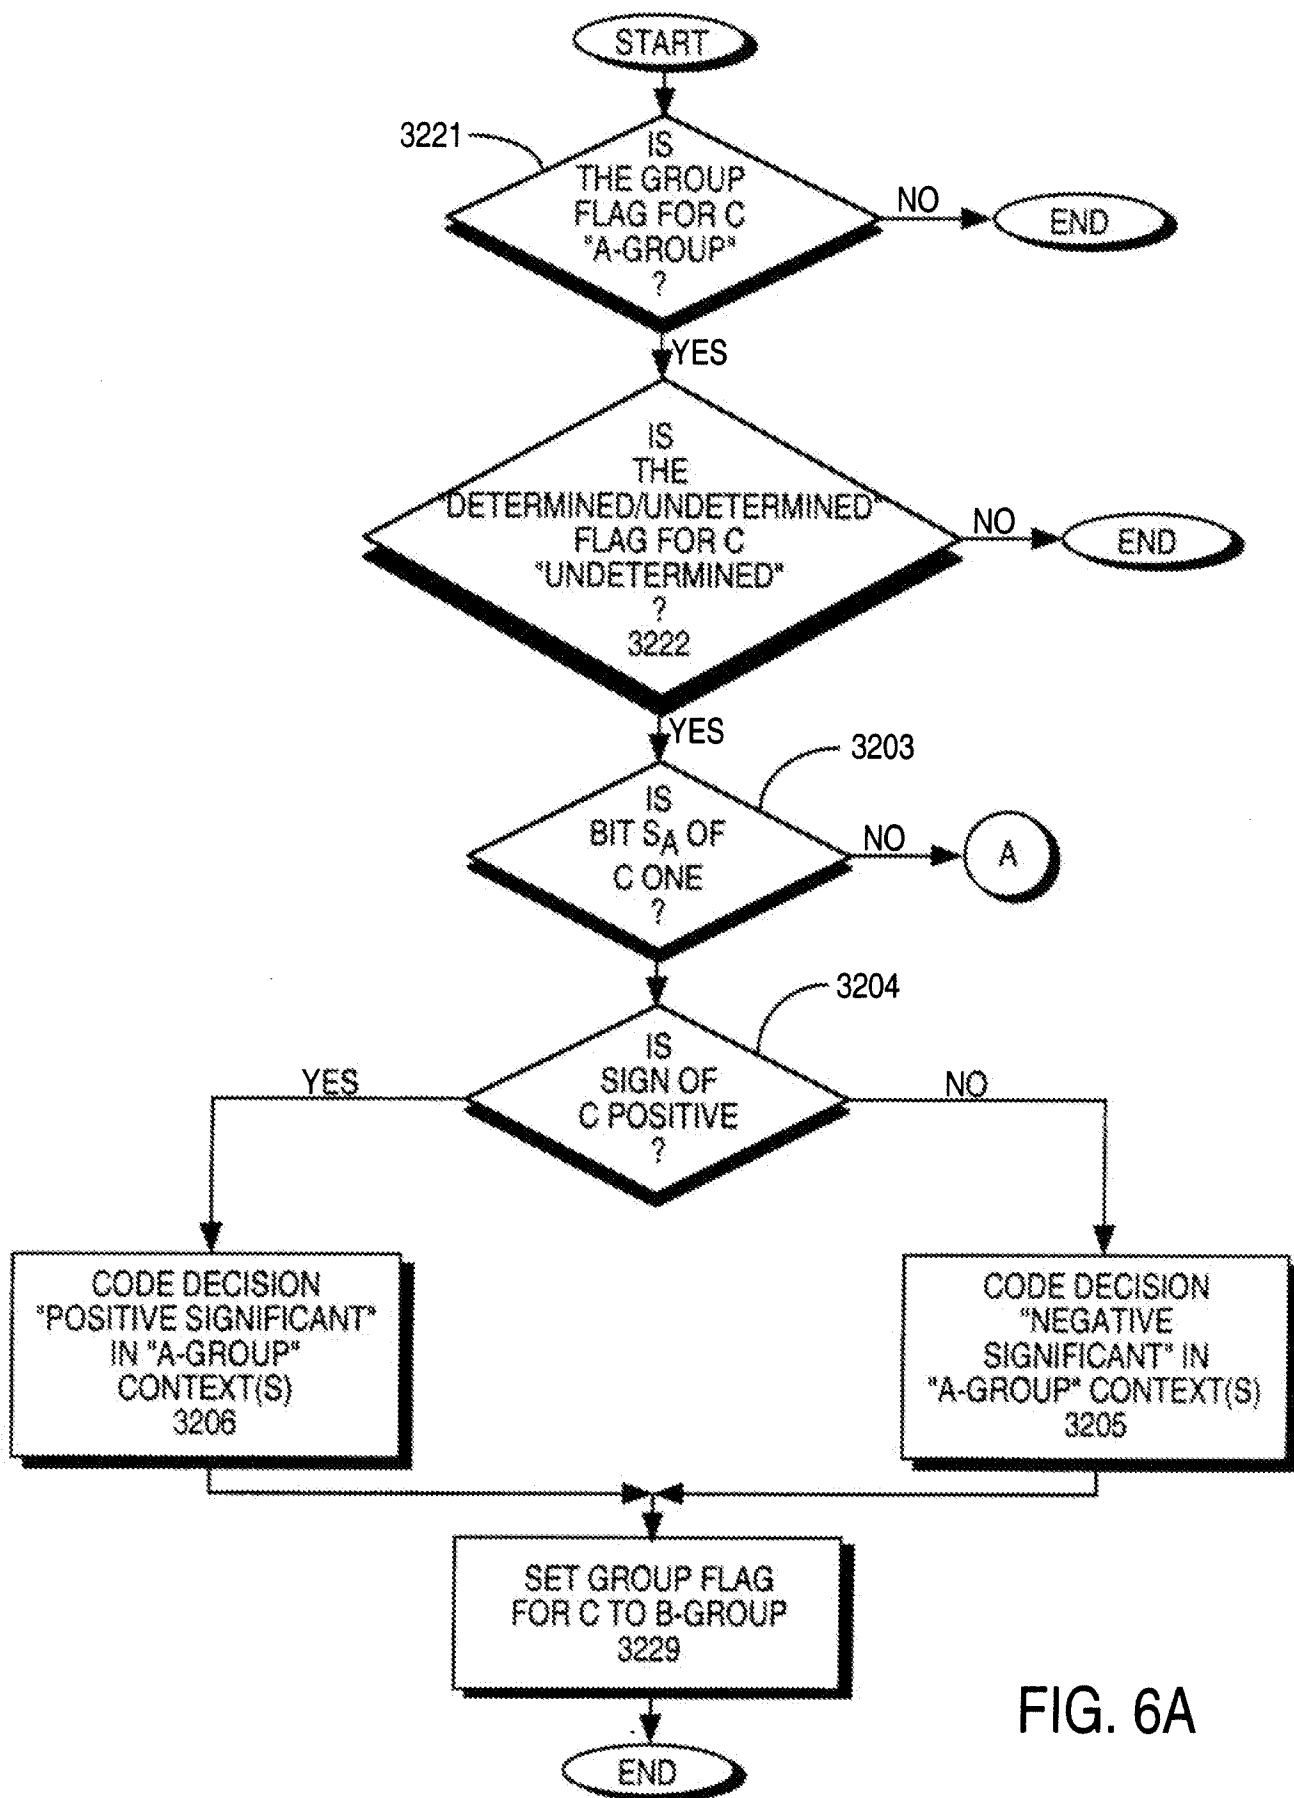 START
3221
IS
THE GROUP
FLAG FOR C
"A-GROUP"
?
NO
END
YES
IS
THE
"DETERMINED/UNDETERMINED"
FLAG FOR C
"UNDETERMINED"
?
3222
NO
END
YES
3203
IS
BIT SA OF
C ONE
?
NO
A
3204
IS
SIGN OF
C POSITIVE
?
YES
NO
CODE DECISION
"POSITIVE SIGNIFICANT"
IN "A-GROUP"
CONTEXT(S)
3206
CODE DECISION
"NEGATIVE
SIGNIFICANT" IN
"A-GROUP" CONTEXT(S)
3205
SET GROUP FLAG
FOR C TO B-GROUP
3229
END
FIG. 6A